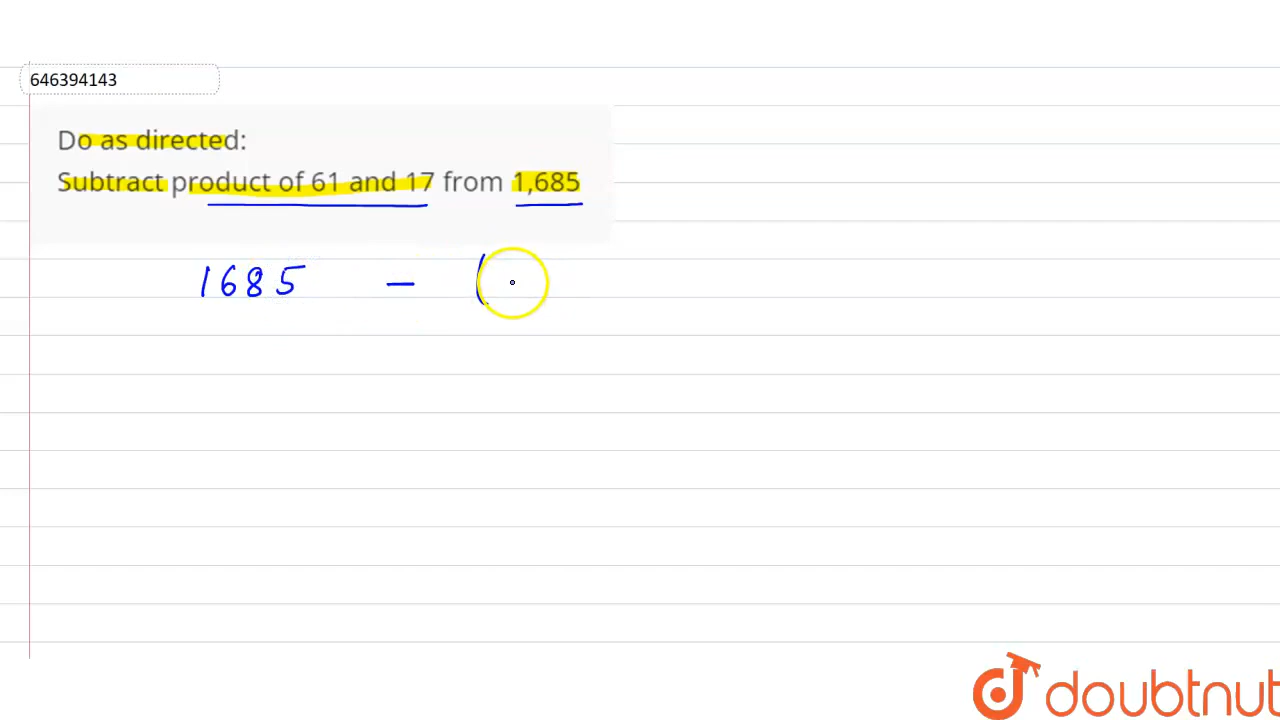 646394143
Do as directed:
Subtract product of 61 and 17 from 1,685
1685 – (
doubtnut